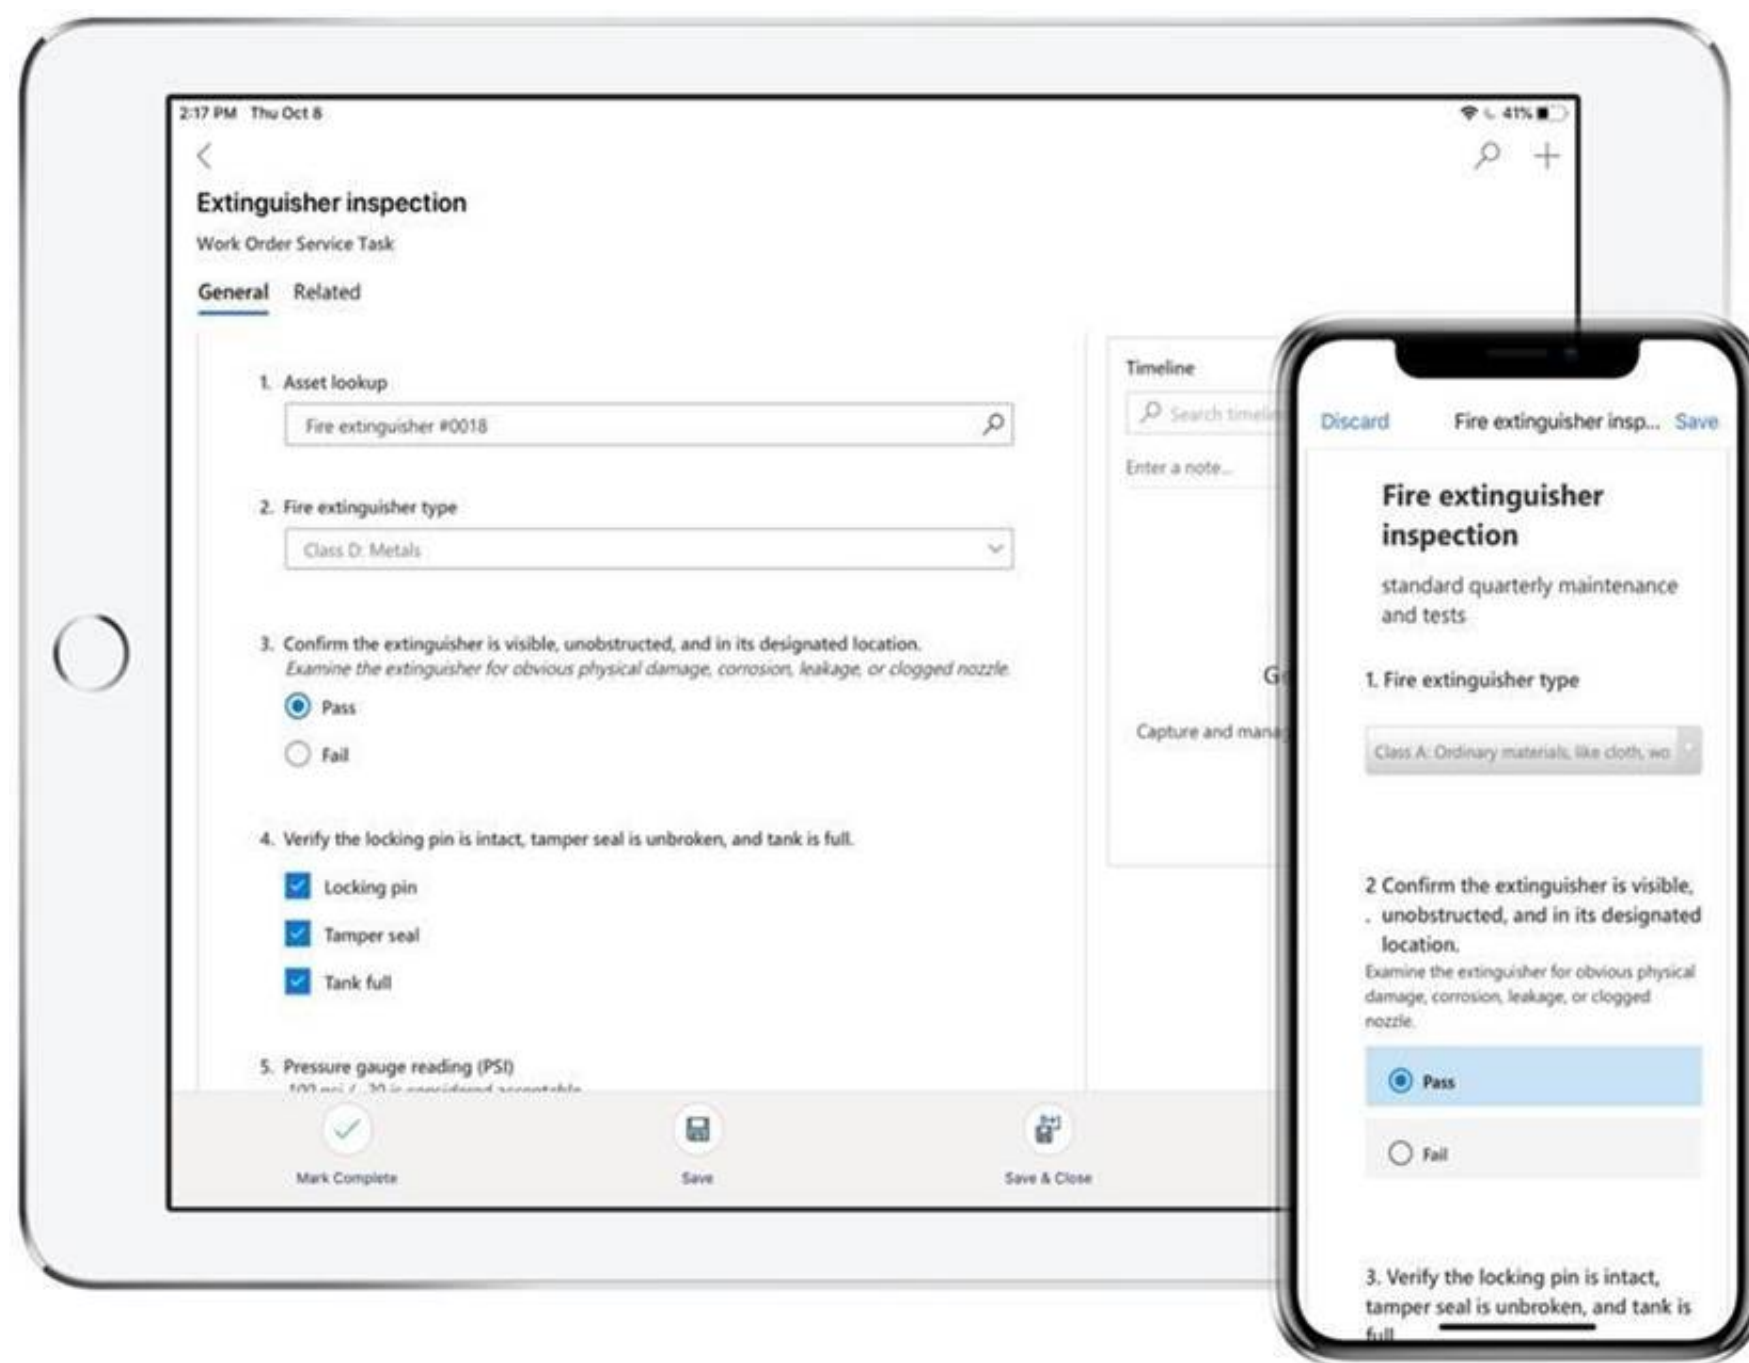 2:17 PM Thu Oct 8
41%
Extinguisher inspection
Work Order Service Task
General Related
1. Asset lookup
Fire extinguisher #0018
2. Fire extinguisher type
Class D: Metals
3. Confirm the extinguisher is visible, unobstructed, and in its designated location.
Examine the extinguisher for obvious physical damage, corrosion, leakage, or clogged nozzle.
Pass
Fail
4. Verify the locking pin is intact, tamper seal is unbroken, and tank is full.
Locking pin
Tamper seal
Tank full
5. Pressure gauge reading (PSI)
Mark Complete
Save
Save & Close
Timeline
Search
Enter a note...
Capture and
Discard
Fire extinguisher insp...
Save
Fire extinguisher
inspection
standard quarterly maintenance
and tests
1. Fire extinguisher type
Class A: Ordinary materials, like cloth, wo
2 Confirm the extinguisher is visible,
. unobstructed, and in its designated
location.
Examine the extinguisher for obvious physical
damage, corrosion, leakage, or clogged
nozzle.
Pass
Fail
3. Verify the locking pin is intact,
tamper seal is unbroken, and tank is
full